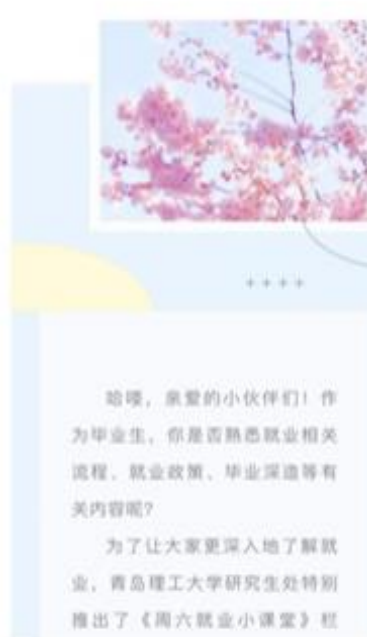 ++++
哈喽，亲爱的小伙伴们！作
为毕业生，你是否熟悉就业相关
流程、就业政策、毕业深造等有
关内容呢？
为了让大家更深入地了解就
业，青岛理工大学研究生处特别
推出了《周六就业小课堂》栏